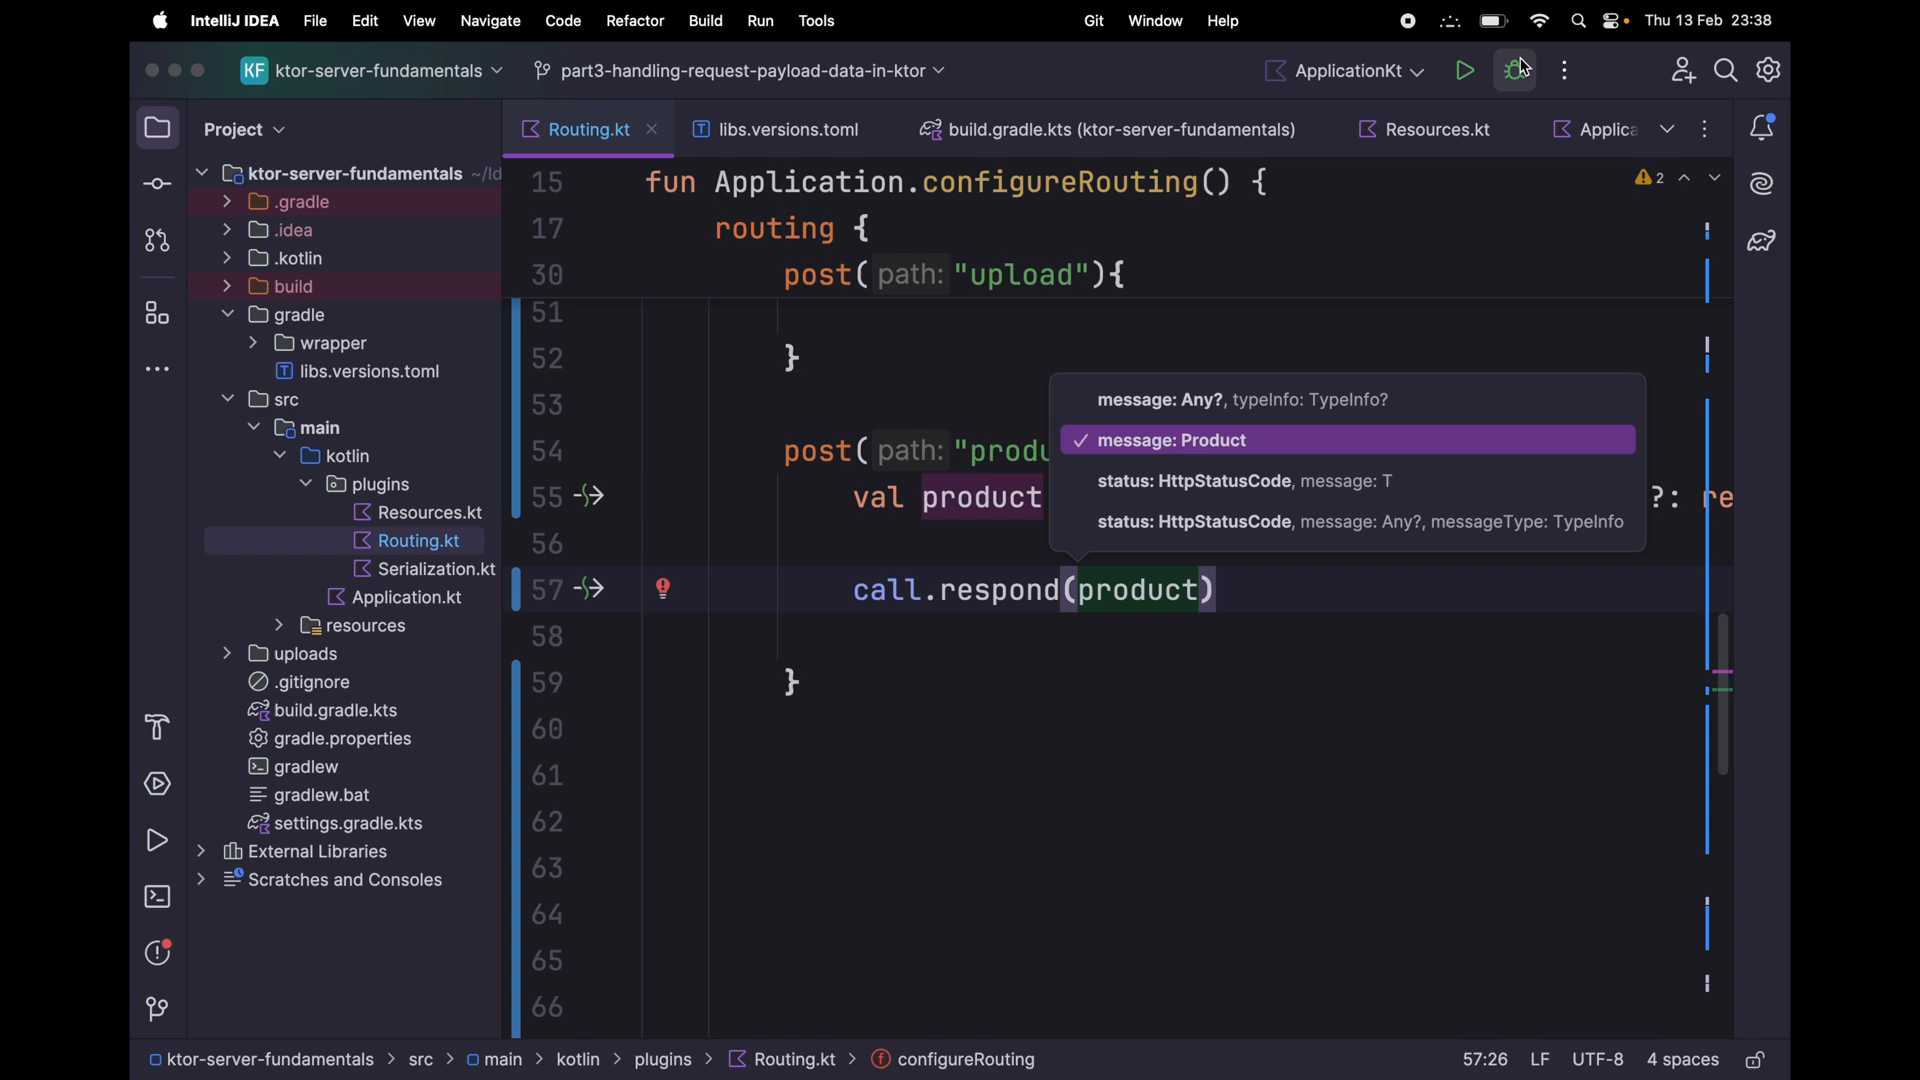 IntelliJ IDEA File Edit View Navigate Code Refactor Build Run Tools Git Window Help Thu 13 Feb 23:38
KF ktor-server-fundamentals part3-handling-request-payload-data-in-ktor ApplicationKt
Project
Routing.kt libs.versions.toml build.gradle.kts (ktor-server-fundamentals) Resources.kt Applica
ktor-server-fundamentals ~/Id
.gradle
.idea
.kotlin
build
gradle
wrapper
libs.versions.toml
src
main
kotlin
plugins
Resources.kt
Routing.kt
Serialization.kt
Application.kt
resources
uploads
.gitignore
build.gradle.kts
gradle.properties
gradlew
gradlew.bat
settings.gradle.kts
External Libraries
Scratches and Consoles
15 fun Application.configureRouting() {
2
17 routing {
30 post( path: "upload"){
51
52 }
53
54 post( path: "produ
55 val product ?: re
56
57 call.respond(product)
58
59 }
60
61
62
63
64
65
66
message: Any?, typeInfo: TypeInfo?
✓ message: Product
status: HttpStatusCode, message: T
status: HttpStatusCode, message: Any?, messageType: TypeInfo
ktor-server-fundamentals > src > main > kotlin > plugins > Routing.kt > configureRouting
57:26 LF UTF-8 4 spaces